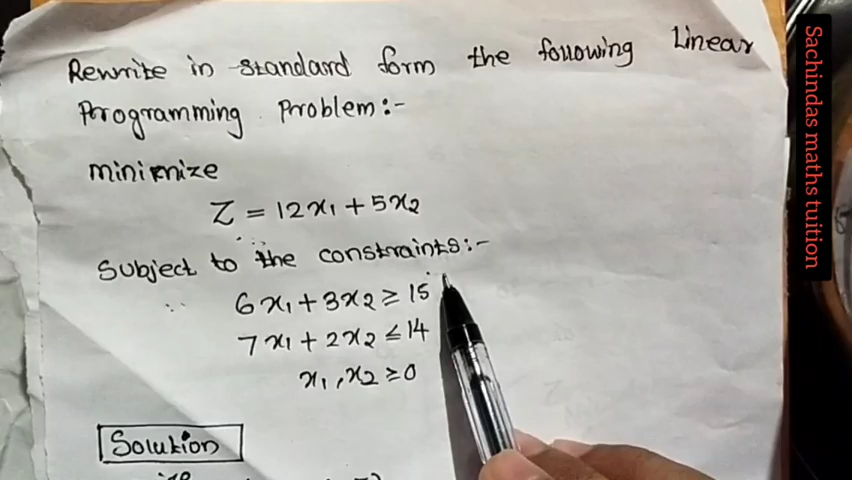 Rewrite in standard form the following Linear
Programming Problem:-
minimize
Z = 12x₁ + 5x₂
Subject to the constraints:-
6x₁ + 3x₂ ≥ 15
7x₁ + 2x₂ ≤ 14
x₁, x₂ ≥ 0
Solution
Sachindas maths tuition